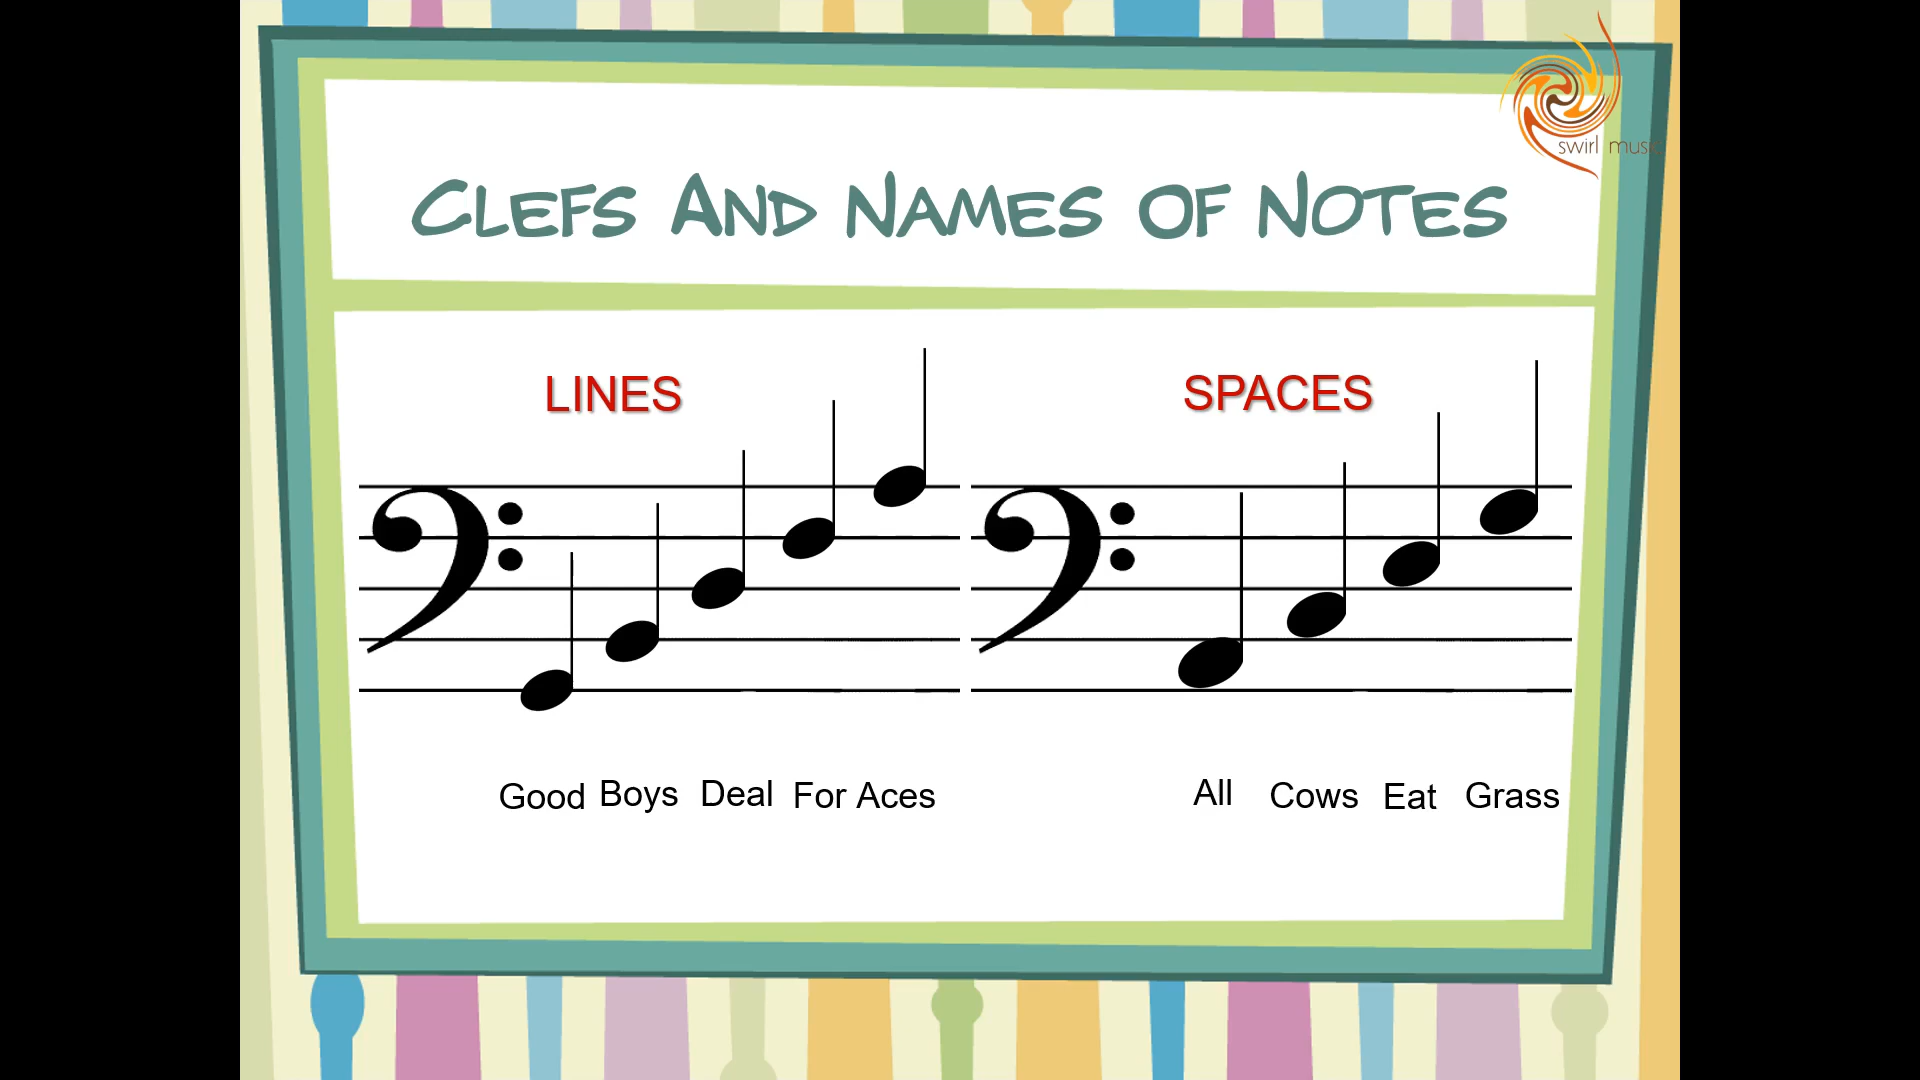 swirl music
Clefs And Names Of Notes
LINES
SPACES
Good Boys Deal For Aces
All Cows Eat Grass